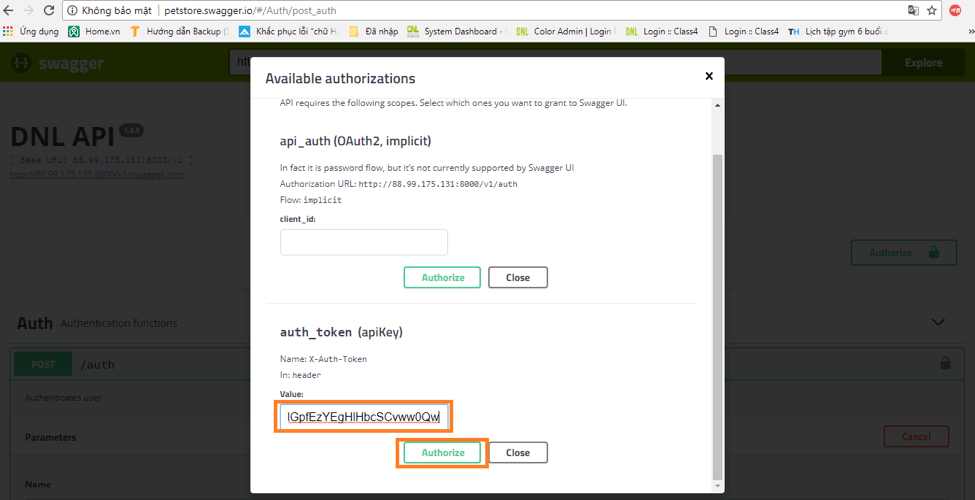 Không bảo mật | petstore.swagger.io/#/Auth/post_auth
Ứng dụng Home.vn Hướng dẫn Backup (S Khắc phục lỗi "chữ Hà Đã nhập System Dashboard - Color Admin | Login Login :: Class4 Login :: Class4 Lịch tập gym 6 buổi c
swagger
Explore
Available authorizations
API requires the following scopes. Select which ones you want to grant to Swagger UI.
DNL API
[ Base URL: 88.99.175.131:8000/v1 ]
http://88.99.175.131:8000/v1/swagger.json
api_auth (OAuth2, implicit)
In fact it is password flow, but it's not currently supported by Swagger UI
Authorization URL: http://88.99.175.131:8000/v1/auth
Flow: implicit
client_id:
Authorize
Authorize Close
Auth Authentication functions
auth_token (apiKey)
POST /auth
Name: X-Auth-Token
In: header
Authenticates user
Value:
lGpfEzYEgHlHbcSCvww0Qw
Parameters
Cancel
Authorize Close
Name